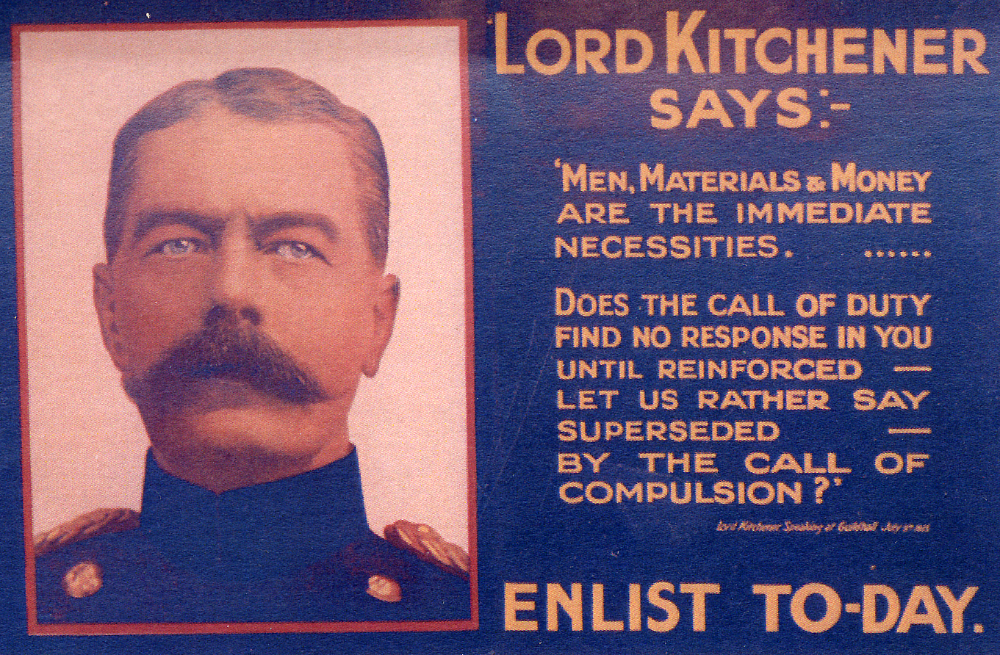 LORD KITCHENER
SAYS:-
'MEN, MATERIALS & MONEY
ARE THE IMMEDIATE
NECESSITIES. ......
DOES THE CALL OF DUTY
FIND NO RESPONSE IN YOU
UNTIL REINFORCED —
LET US RATHER SAY
SUPERSEDED —
BY THE CALL OF
COMPULSION?'
Lord Kitchener Speaking at Guildhall July 9th 1915
ENLIST TO-DAY.